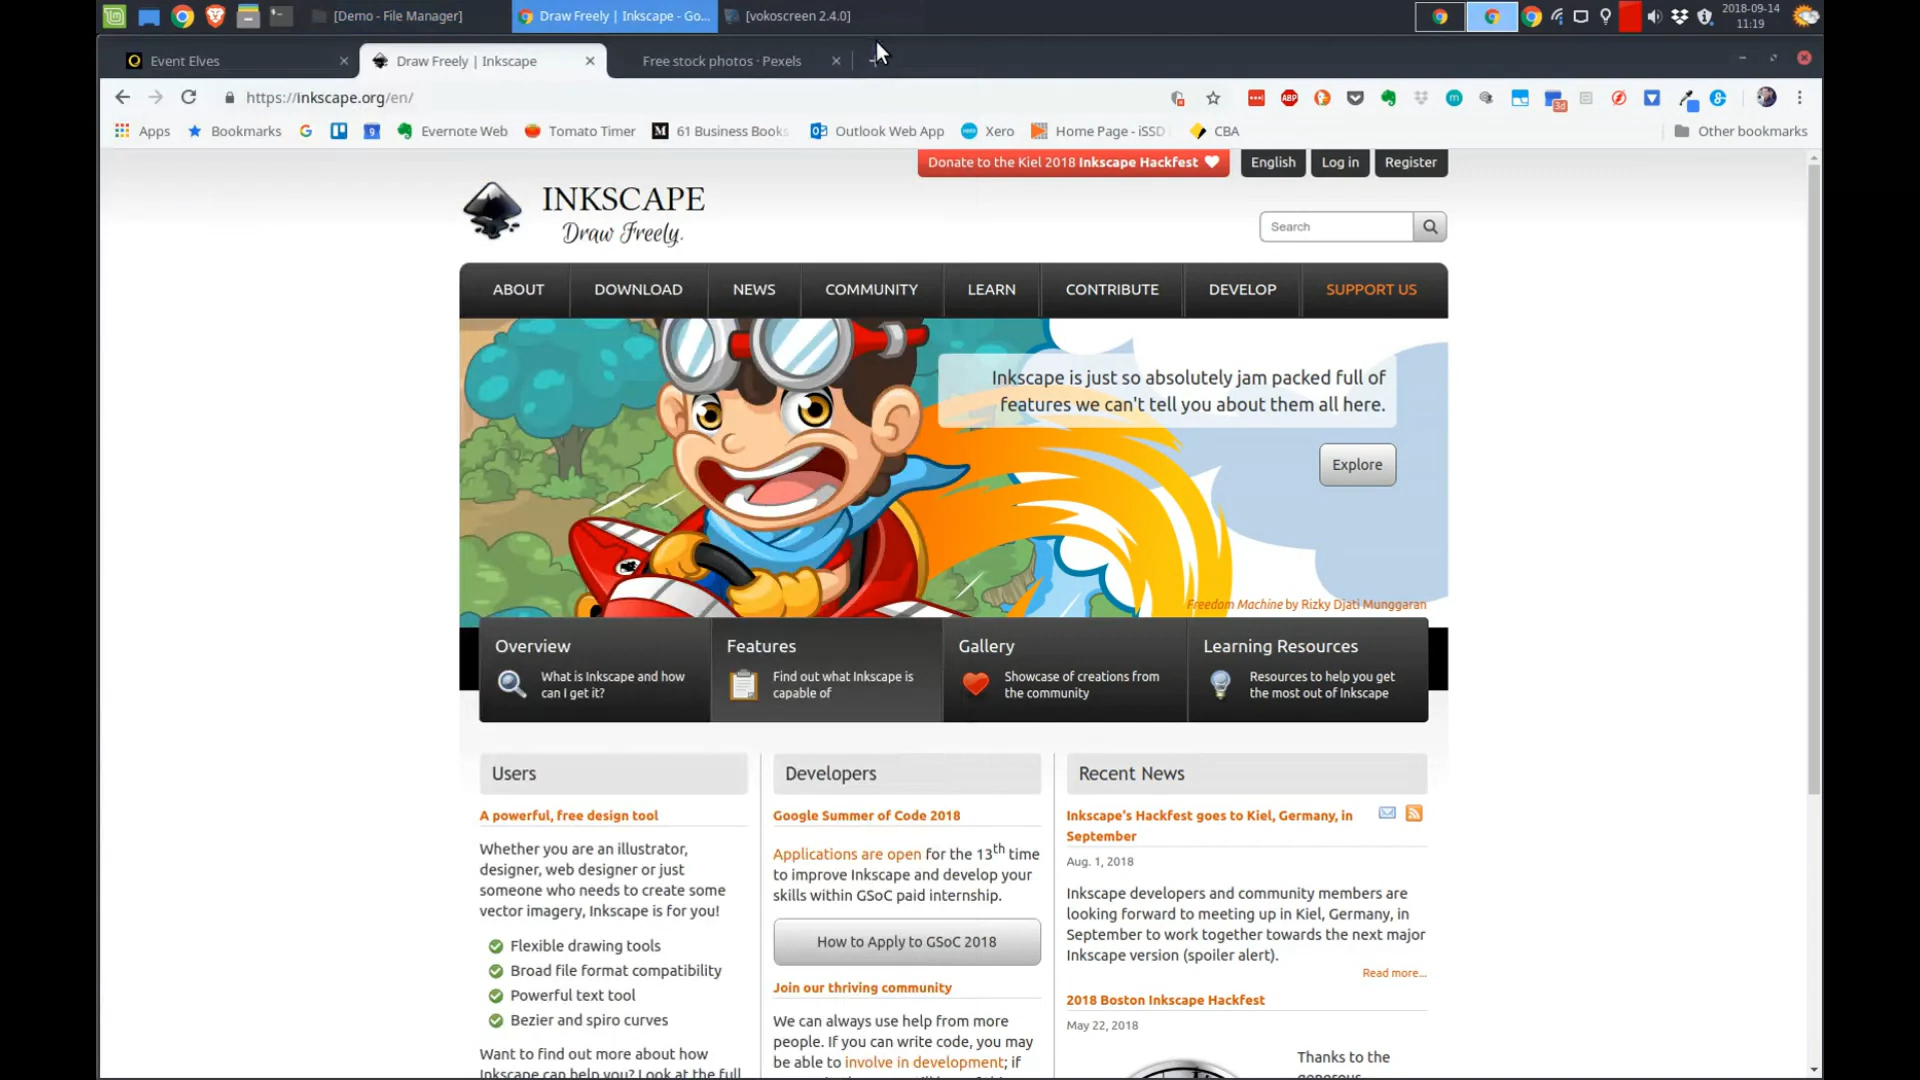 [Demo - File Manager]
Draw Freely | Inkscape - Go...
[vokoscreen 2.4.0]
2018-09-14
11:19
Event Elves
Draw Freely | Inkscape
Free stock photos · Pexels
https://inkscape.org/en/
ABP
m
3d
Apps
Bookmarks
G
9
Evernote Web
Tomato Timer
M
61 Business Books
Outlook Web App
Xero
Home Page - iSSD
CBA
Other bookmarks
Donate to the Kiel 2018 Inkscape Hackfest
English
Log in
Register
INKSCAPE
Draw Freely.
Search
ABOUT
DOWNLOAD
NEWS
COMMUNITY
LEARN
CONTRIBUTE
DEVELOP
SUPPORT US
Inkscape is just so absolutely jam packed full of
features we can't tell you about them all here.
Explore
Freedom Machine by Rizky Djati Munggaran
Overview
What is Inkscape and how
can I get it?
Features
Find out what Inkscape is
capable of
Gallery
Showcase of creations from
the community
Learning Resources
Resources to help you get
the most out of Inkscape
Users
A powerful, free design tool
Whether you are an illustrator,
designer, web designer or just
someone who needs to create some
vector imagery, Inkscape is for you!
Flexible drawing tools
Broad file format compatibility
Powerful text tool
Bezier and spiro curves
Want to find out more about how
Inkscape can help you? Look at the full
Developers
Google Summer of Code 2018
Applications are open for the 13th time
to improve Inkscape and develop your
skills within GSoC paid internship.
How to Apply to GSoC 2018
Join our thriving community
We can always use help from more
people. If you can write code, you may
be able to involve in development; if
Recent News
Inkscape's Hackfest goes to Kiel, Germany, in
September
Aug. 1, 2018
Inkscape developers and community members are
looking forward to meeting up in Kiel, Germany, in
September to work together towards the next major
Inkscape version (spoiler alert).
Read more...
2018 Boston Inkscape Hackfest
May 22, 2018
Thanks to the
generous